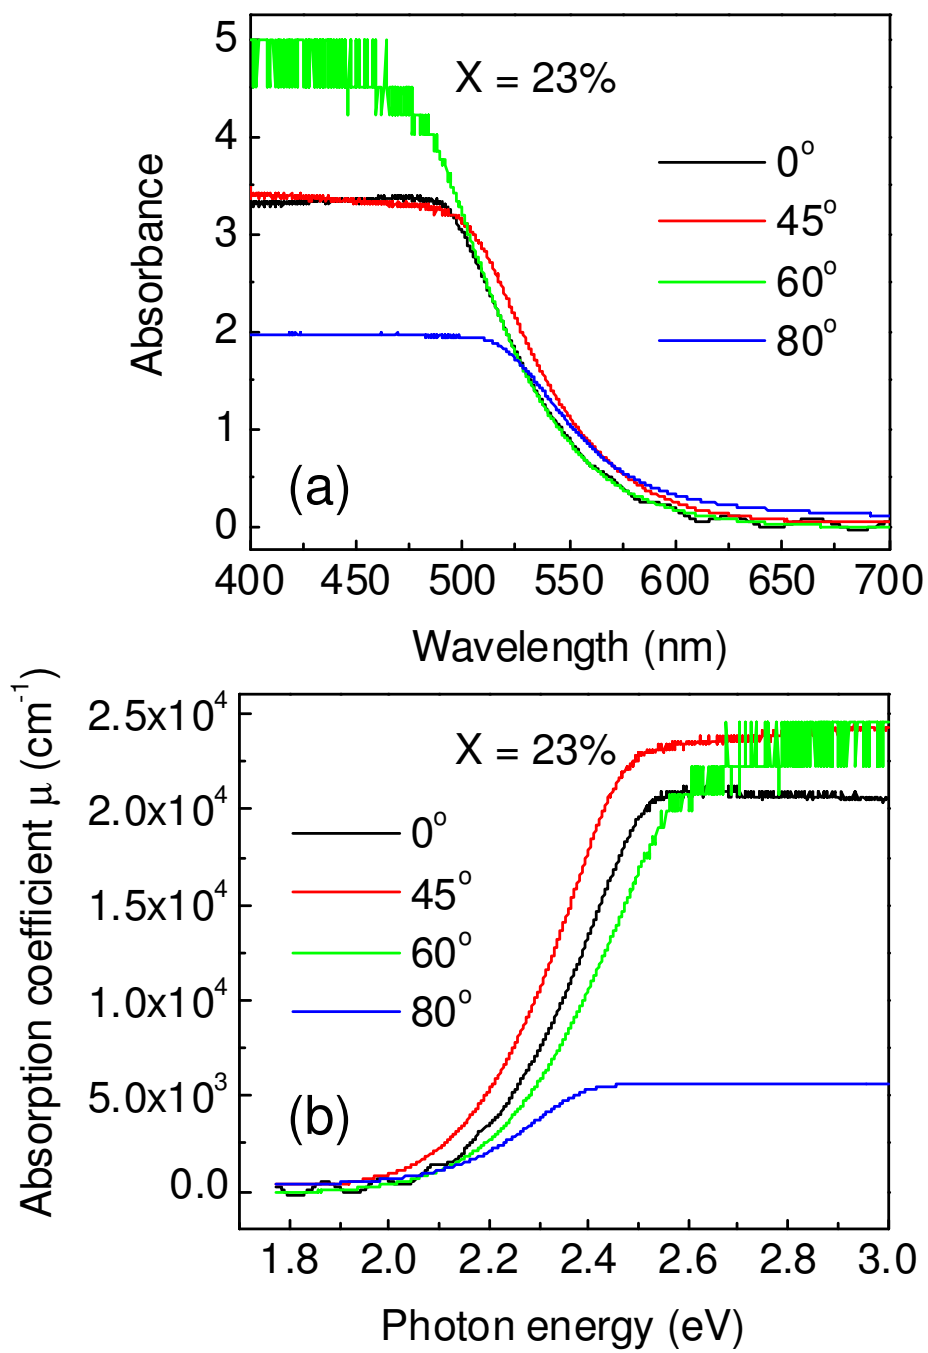 5
X = 23%
4
0°
3
45°
60°
2
80°
1
(a)
0
400 450 500 550 600 650 700
Absorbance
Wavelength (nm)
2.5x10⁴
X = 23%
2.0x10⁴
0°
1.5x10⁴
45°
60°
1.0x10⁴
80°
5.0x10³
(b)
0.0
1.8 2.0 2.2 2.4 2.6 2.8 3.0
Absorption coefficient μ (cm⁻¹)
Photon energy (eV)